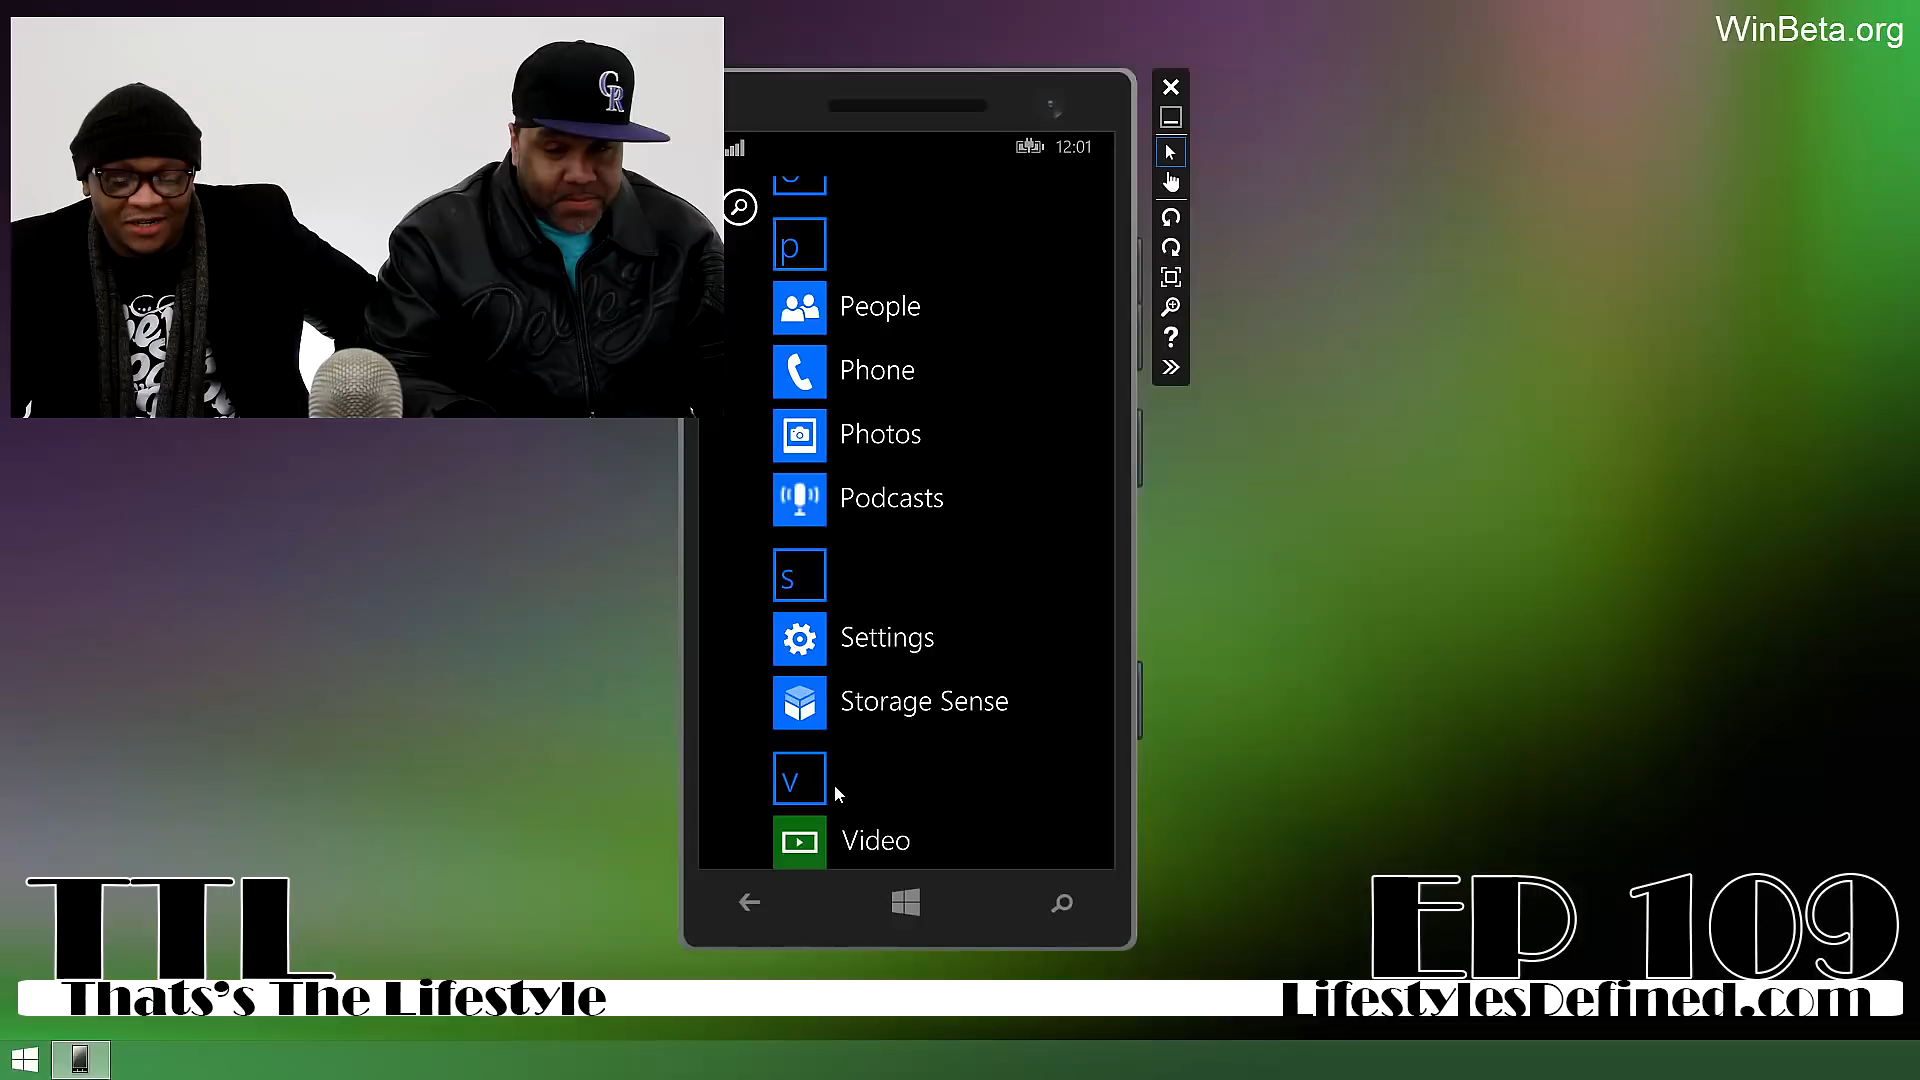 WinBeta.org
CR
12:01
p
People
Phone
Photos
Podcasts
s
Settings
Storage Sense
v
Video
TTL
Thats's The Lifestyle
EP 109
LifestylesDefined.com